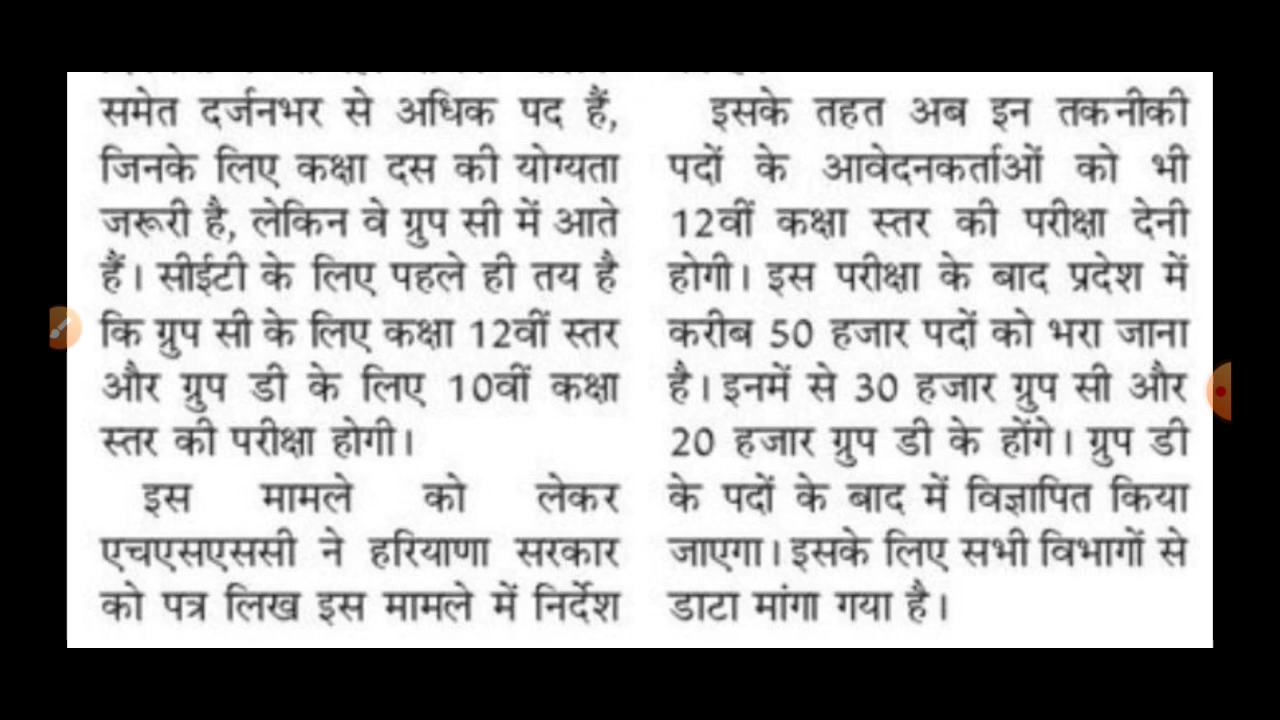 समेत दर्जनभर से अधिक पद हैं,
जिनके लिए कक्षा दस की योग्यता
जरूरी है, लेकिन वे ग्रुप सी में आते
हैं। सीईटी के लिए पहले ही तय है
कि ग्रुप सी के लिए कक्षा 12वीं स्तर
और ग्रुप डी के लिए 10वीं कक्षा
स्तर की परीक्षा होगी।
इस मामले को लेकर
एचएसएससी ने हरियाणा सरकार
को पत्र लिख इस मामले में निर्देश
इसके तहत अब इन तकनीकी
पदों के आवेदनकर्ताओं को भी
12वीं कक्षा स्तर की परीक्षा देनी
होगी। इस परीक्षा के बाद प्रदेश में
करीब 50 हजार पदों को भरा जाना
है। इनमें से 30 हजार ग्रुप सी और
20 हजार ग्रुप डी के होंगे। ग्रुप डी
के पदों के बाद में विज्ञापित किया
जाएगा। इसके लिए सभी विभागों से
डाटा मांगा गया है।